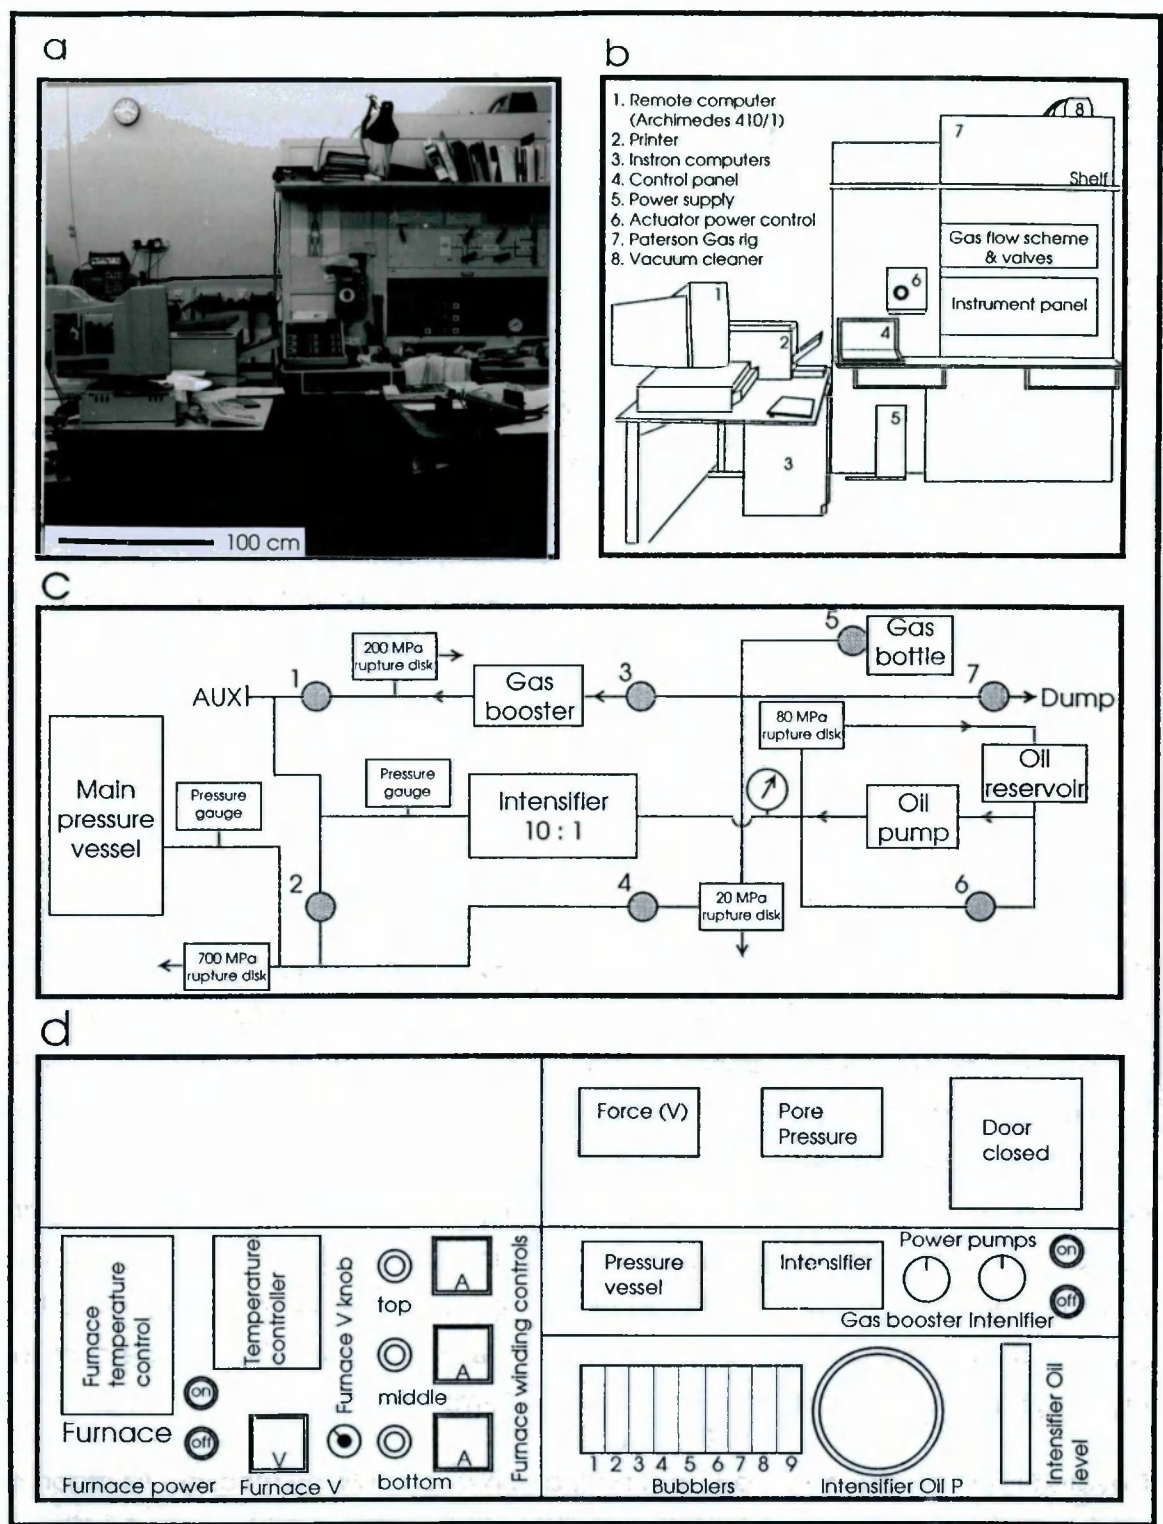 a
100 cm
b
1. Remote computer
(Archimedes 410/1)
2. Printer
3. Instron computers
4. Control panel
5. Power supply
6. Actuator power control
7. Paterson Gas rig
8. Vacuum cleaner
8
7
Shelf
Gas flow scheme
& valves
6
Instrument panel
1
2
4
5
3
c
200 MPa
rupture disk
5
Gas
bottle
1
AUX
Gas
booster
3
7
Dump
80 MPa
rupture disk
Main
pressure
vessel
Pressure
gauge
Pressure
gauge
Intensifier
10 : 1
Oil
reservoir
Oil
pump
2
4
20 MPa
rupture disk
6
700 MPa
rupture disk
d
Force (V)
Pore
Pressure
Door
closed
Furnace
temperature
control
Temperature
controller
Furnace V knob
top
A
middle
A
bottom
A
Furnace winding controls
Furnace
on
off
Furnace power
V
Furnace V
Pressure
vessel
Intensifier
Power pumps
on
off
Gas booster Intenifier
1 2 3 4 5 6 7 8 9
Bubblers
Intensifier Oil P
Intensifier Oil
level